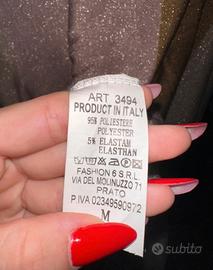 ART 3494
PRODUCT IN ITALY
95% POLIESTERE
POLYESTER
5% ELASTAM
ELASTHAN
FASHION 6 S.R.L
VIA DEL MOLINUZZO 71
PRATO
P.IVA 02349590972
M
subito